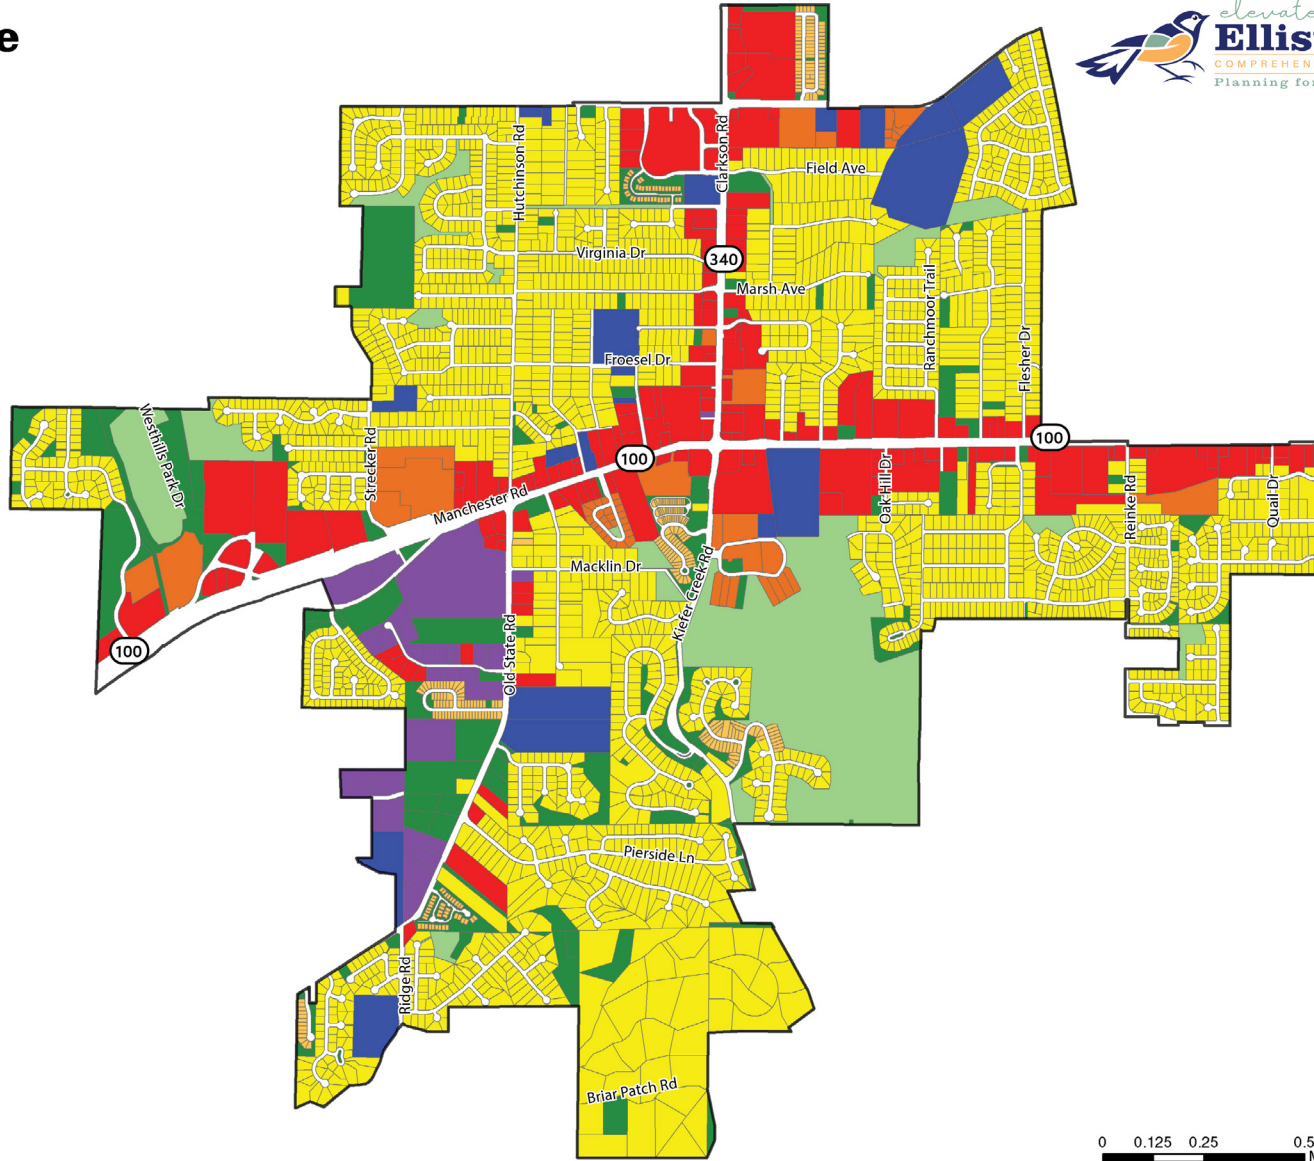 e
elevate
Ellis
COMPREHEN
Planning for
Clarkson Rd
Hutchinson Rd
Field Ave
Virginia Dr
340
Marsh Ave
Ranchmoor Trail
Flesher Dr
Froesel Dr
Westhills Park Dr
Strecker Rd
100
100
Manchester Rd
Oak Hill Dr
Reinke Rd
Quail Dr
Macklin Dr
Kiefer Creek Rd
Old State Rd
100
Pierside Ln
Ridge Rd
Briar Patch Rd
0 0.125 0.25 0.5